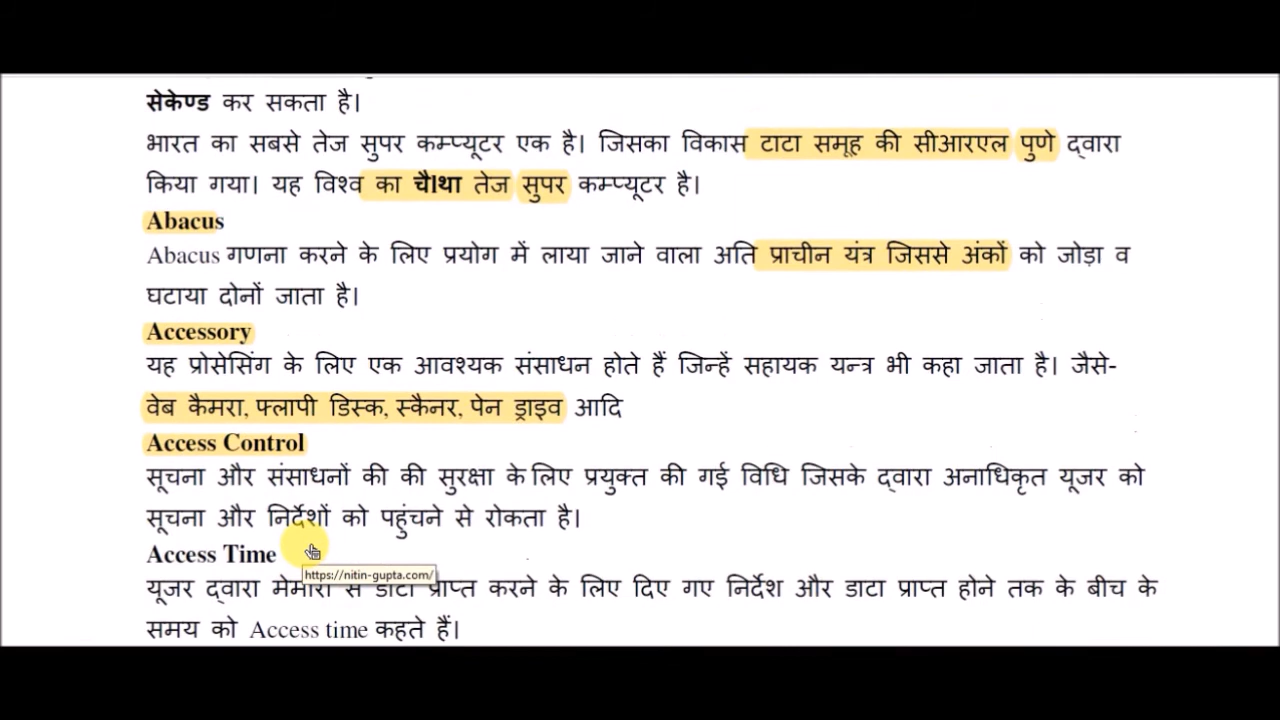 सेकेण्ड कर सकता है।
भारत का सबसे तेज सुपर कम्प्यूटर एक है। जिसका विकास टाटा समूह की सीआरएल पुणे द्वारा
किया गया। यह विश्व का चैाथा तेज सुपर कम्प्यूटर है।
Abacus
Abacus गणना करने के लिए प्रयोग में लाया जाने वाला अति प्राचीन यंत्र जिससे अंकों को जोड़ा व
घटाया दोनों जाता है।
Accessory
यह प्रोसेसिंग के लिए एक आवश्यक संसाधन होते हैं जिन्हें सहायक यन्त्र भी कहा जाता है। जैसे-
वेब कैमरा, फ्लापी डिस्क, स्कैनर, पेन ड्राइव आदि
Access Control
सूचना और संसाधनों की की सुरक्षा के लिए प्रयुक्त की गई विधि जिसके द्वारा अनाधिकृत यूजर को
सूचना और निर्देशों को पहुंचने से रोकता है।
Access Time
https://nitin-gupta.com/
यूजर द्वारा मेमोरी से डाटा प्राप्त करने के लिए दिए गए निर्देश और डाटा प्राप्त होने तक के बीच के
समय को Access time कहते हैं।